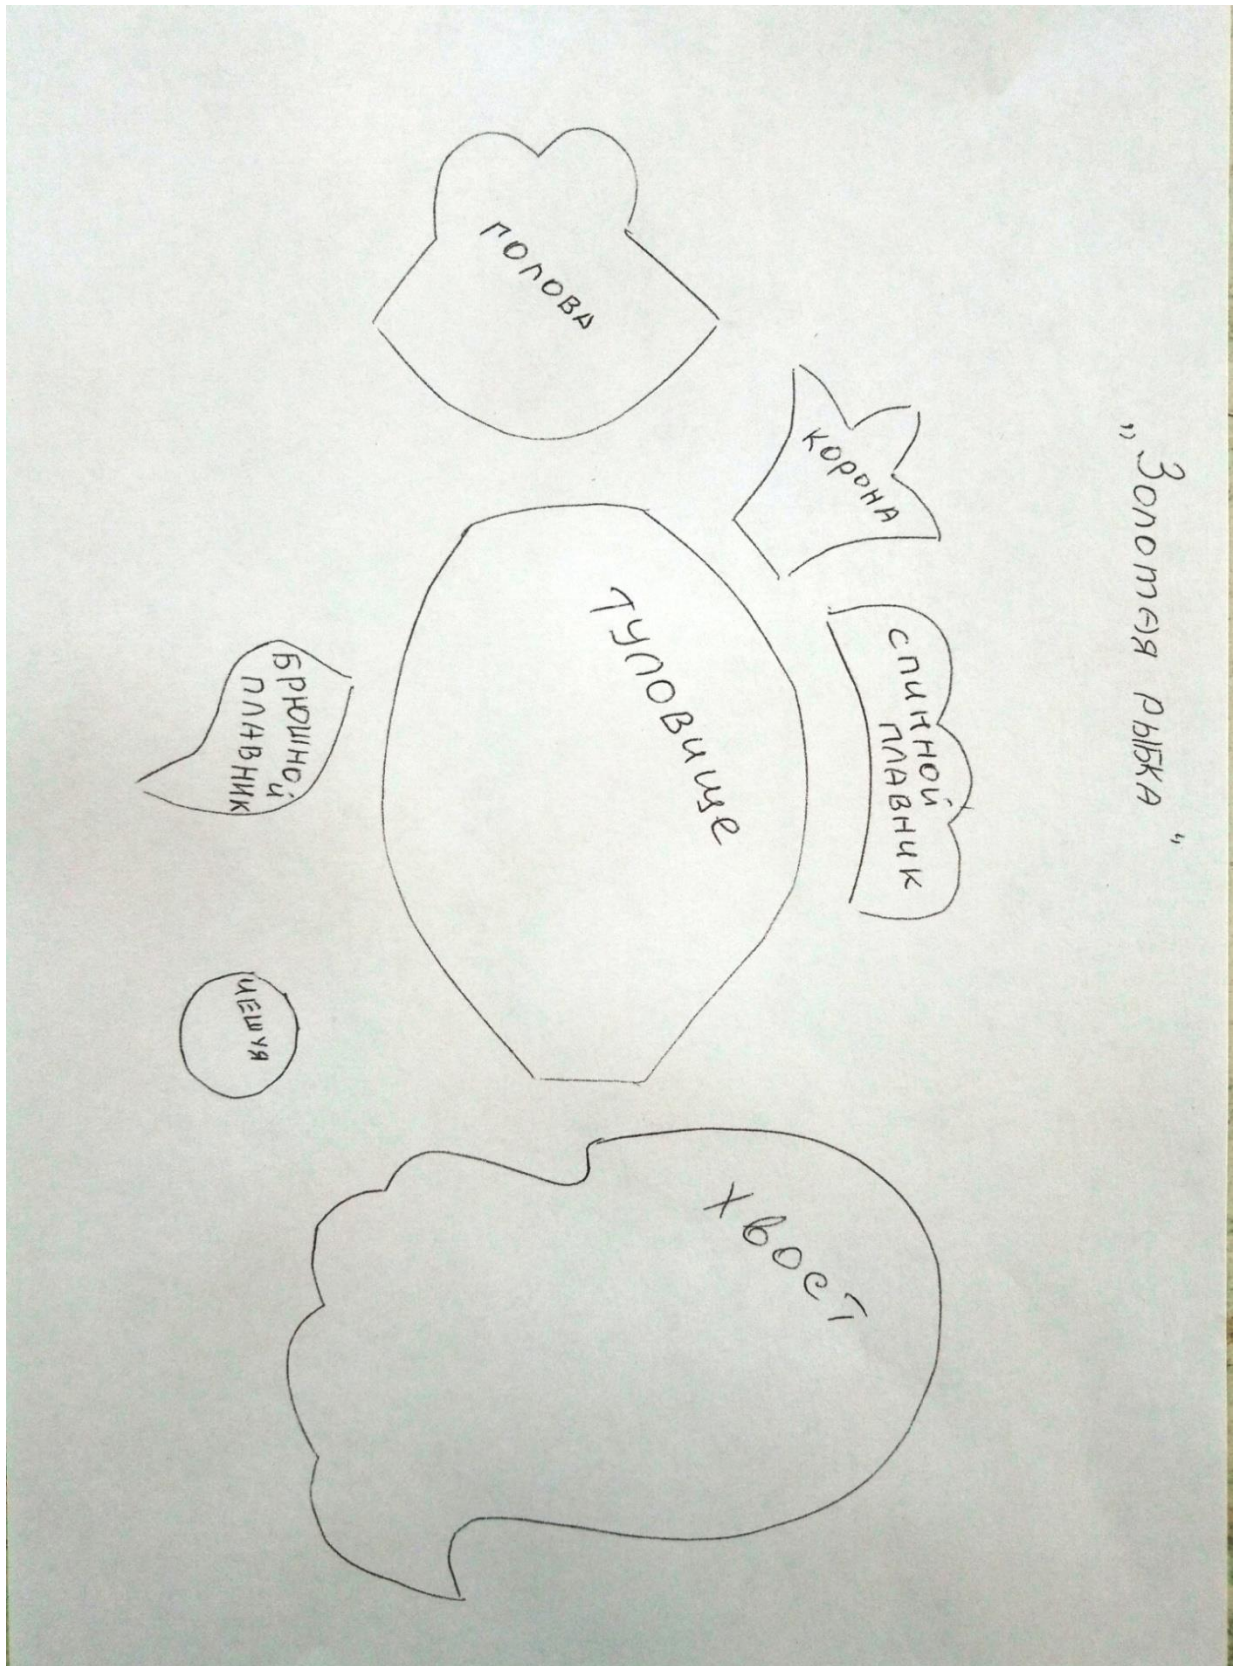 „Золотая рыбка“
голова
корона
спинной
плавник
туловище
брюшной
плавник
чешуя
хвост